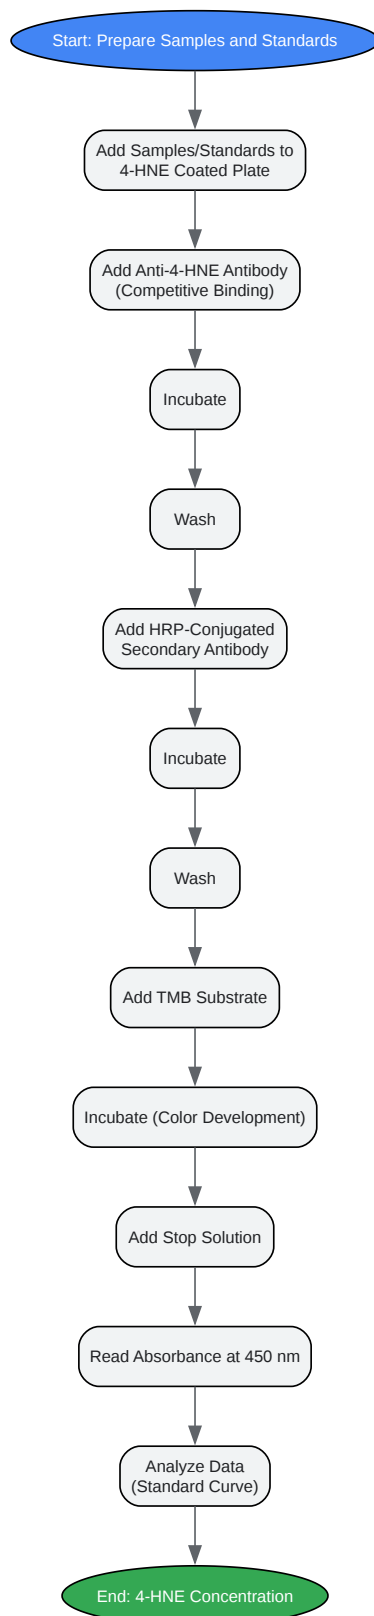 Start: Prepare Samples and Standards
Add Samples/Standards to
4-HNE Coated Plate
Add Anti-4-HNE Antibody
(Competitive Binding)
Incubate
Wash
Add HRP-Conjugated
Secondary Antibody
Incubate
Wash
Add TMB Substrate
Incubate (Color Development)
Add Stop Solution
Read Absorbance at 450 nm
Analyze Data
(Standard Curve)
End: 4-HNE Concentration